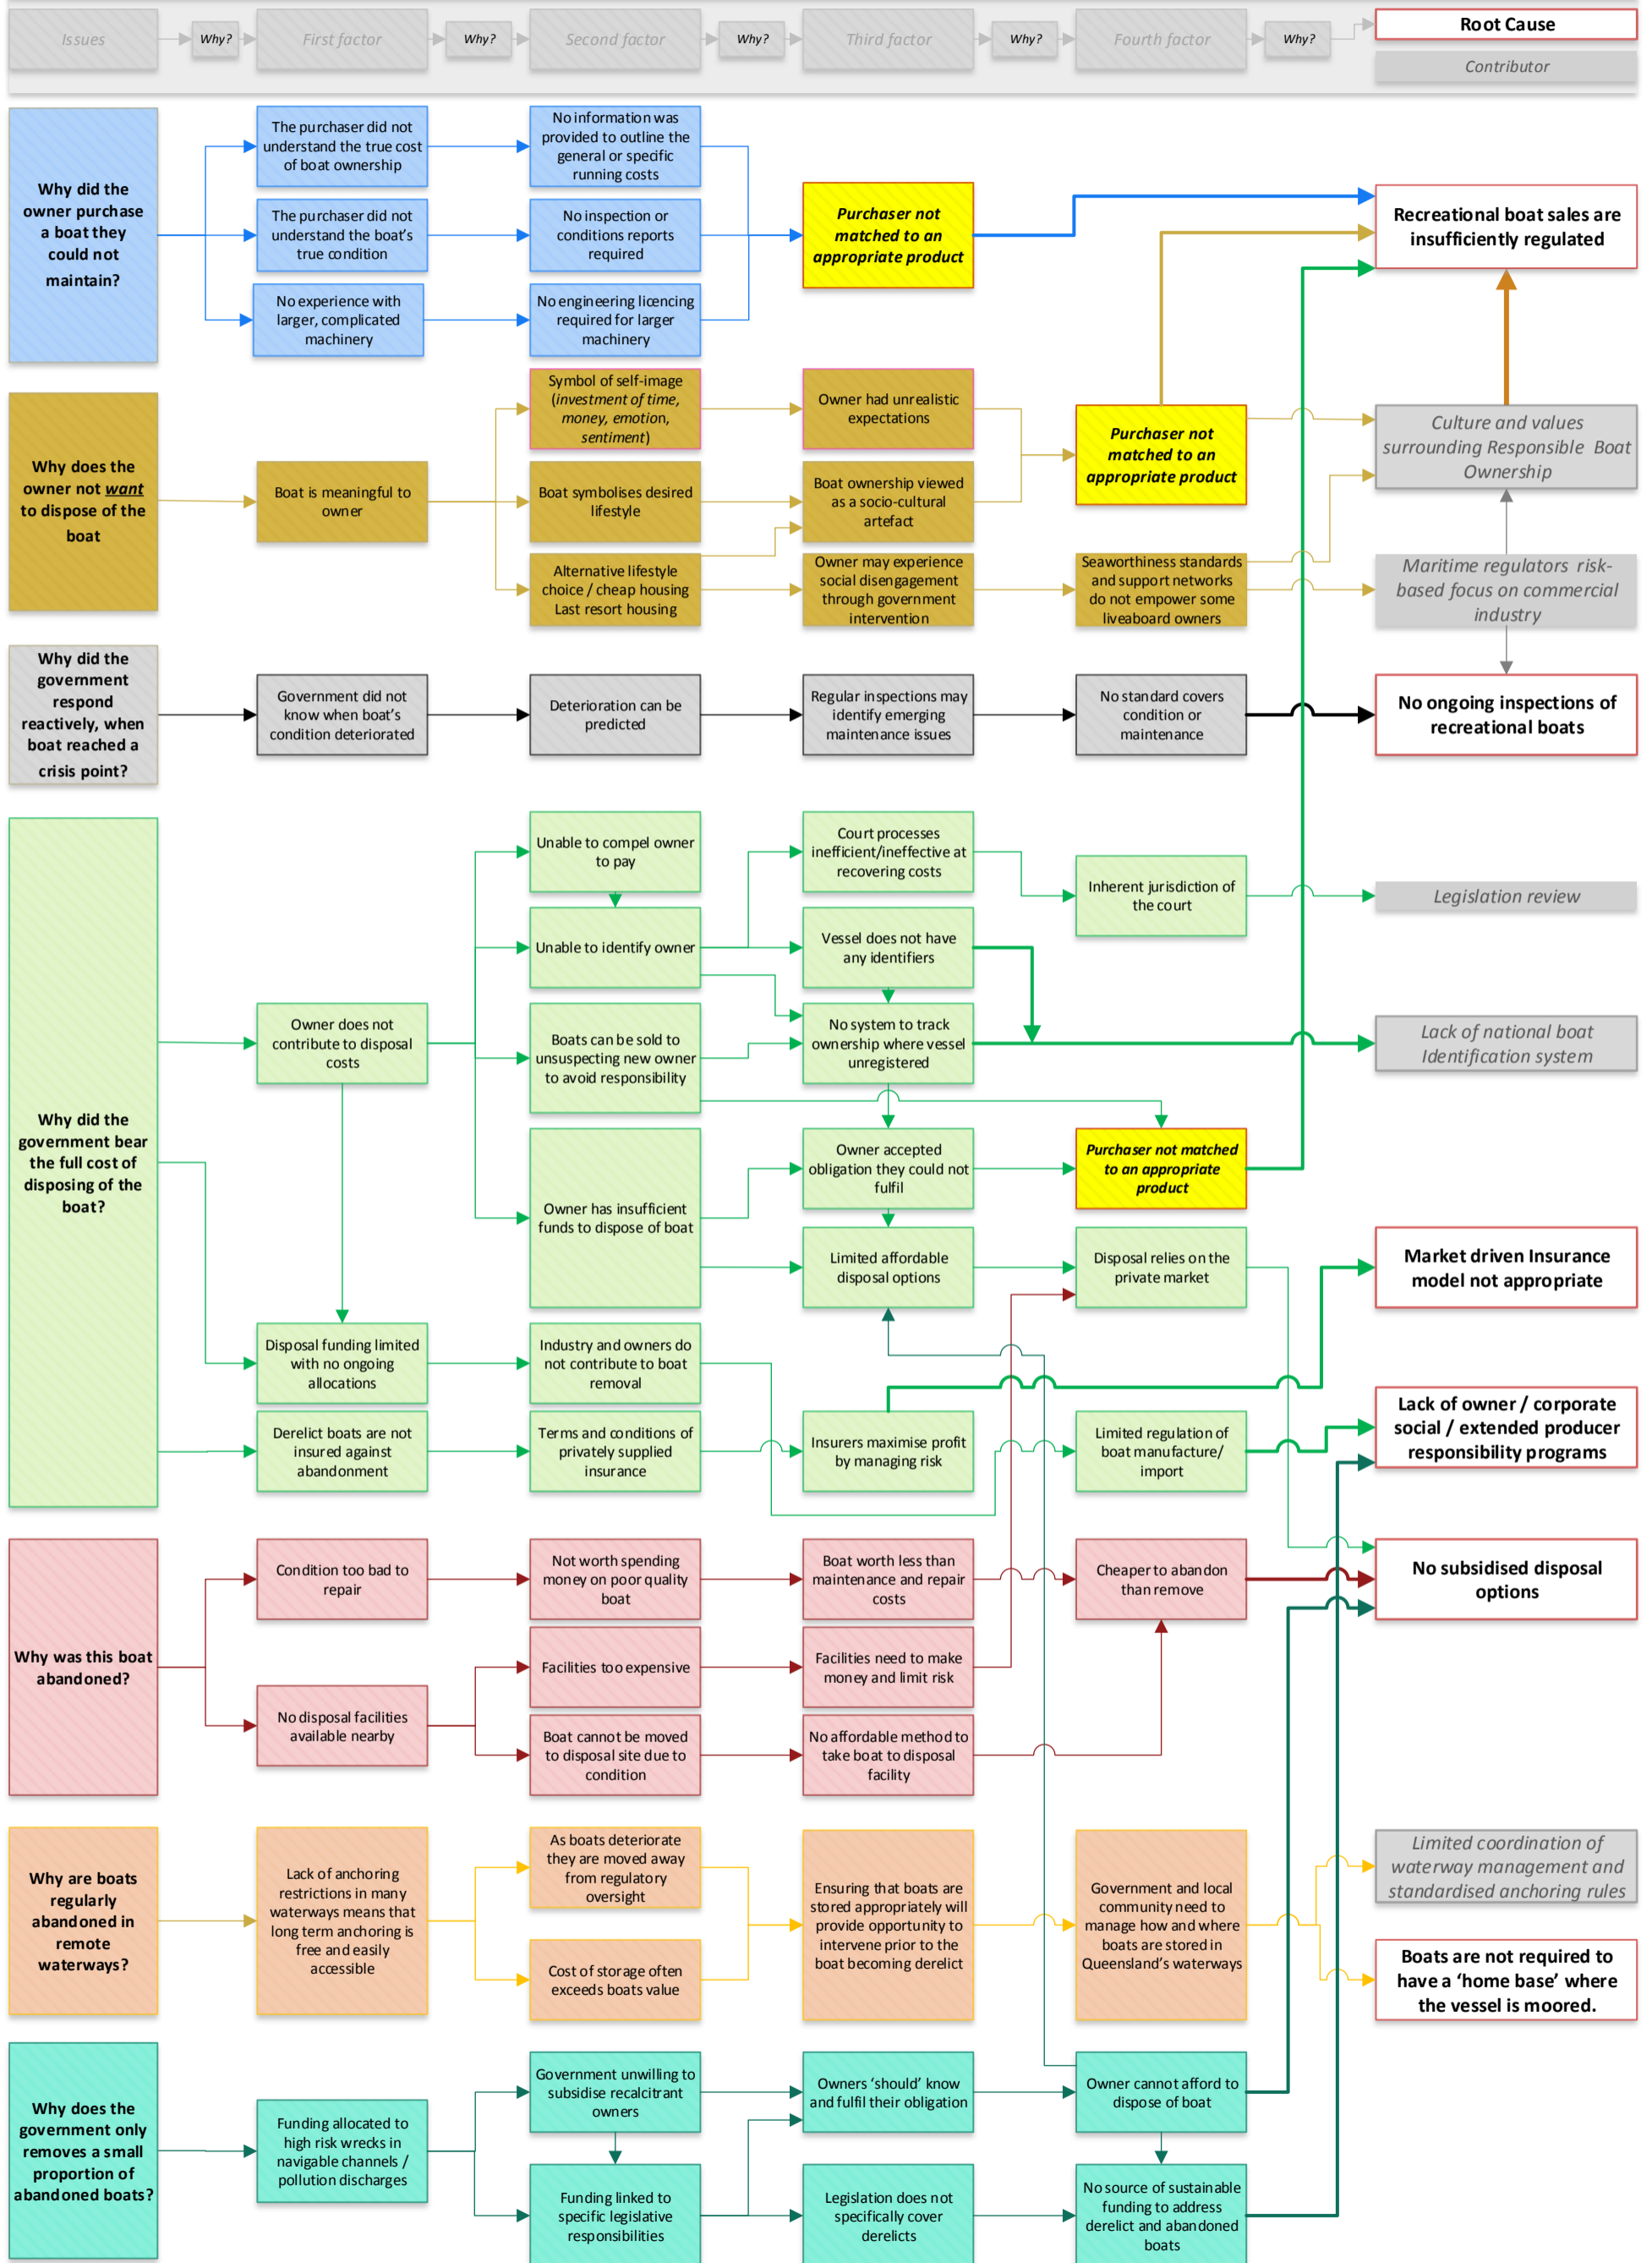 Issues
Why?
First factor
Why?
Second factor
Why?
Third factor
Why?
Fourth factor
Why?
Root Cause
Contributor
Why did the
owner purchase
a boat they
could not
maintain?
The purchaser did not
understand the true cost
of boat ownership
No information was
provided to outline the
general or specific
running costs
The purchaser did not
understand the boat's
true condition
No inspection or
conditions reports
required
No experience with
larger, complicated
machinery
No engineering licencing
required for larger
machinery
Purchaser not
matched to an
appropriate product
Recreational boat sales are
insufficiently regulated
Why does the
owner not want
to dispose of the
boat
Boat is meaningful to
owner
Symbol of self-image
(investment of time,
money, emotion,
sentiment)
Owner had unrealistic
expectations
Boat symbolises desired
lifestyle
Boat ownership viewed
as a socio-cultural
artefact
Alternative lifestyle
choice / cheap housing
Last resort housing
Owner may experience
social disengagement
through government
intervention
Purchaser not
matched to an
appropriate product
Seaworthiness standards
and support networks
do not empower some
liveaboard owners
Culture and values
surrounding Responsible Boat
Ownership
Maritime regulators risk-
based focus on commercial
industry
Why did the
government
respond
reactively, when
boat reached a
crisis point?
Government did not
know when boat's
condition deteriorated
Deterioration can be
predicted
Regular inspections may
identify emerging
maintenance issues
No standard covers
condition or
maintenance
No ongoing inspections of
recreational boats
Why did the
government bear
the full cost of
disposing of the
boat?
Owner does not
contribute to disposal
costs
Unable to compel owner
to pay
Court processes
inefficient/ineffective at
recovering costs
Inherent jurisdiction of
the court
Legislation review
Unable to identify owner
Vessel does not have
any identifiers
Boats can be sold to
unsuspecting new owner
to avoid responsibility
No system to track
ownership where vessel
unregistered
Lack of national boat
Identification system
Owner has insufficient
funds to dispose of boat
Owner accepted
obligation they could not
fulfil
Purchaser not matched
to an appropriate
product
Limited affordable
disposal options
Disposal relies on the
private market
Market driven Insurance
model not appropriate
Disposal funding limited
with no ongoing
allocations
Industry and owners do
not contribute to boat
removal
Derelict boats are not
insured against
abandonment
Terms and conditions of
privately supplied
insurance
Insurers maximise profit
by managing risk
Limited regulation of
boat manufacture/
import
Lack of owner / corporate
social / extended producer
responsibility programs
Why was this boat
abandoned?
Condition too bad to
repair
Not worth spending
money on poor quality
boat
Boat worth less than
maintenance and repair
costs
Cheaper to abandon
than remove
No subsidised disposal
options
No disposal facilities
available nearby
Facilities too expensive
Facilities need to make
money and limit risk
Boat cannot be moved
to disposal site due to
condition
No affordable method to
take boat to disposal
facility
Why are boats
regularly
abandoned in
remote
waterways?
Lack of anchoring
restrictions in many
waterways means that
long term anchoring is
free and easily
accessible
As boats deteriorate
they are moved away
from regulatory
oversight
Cost of storage often
exceeds boats value
Ensuring that boats are
stored appropriately will
provide opportunity to
intervene prior to the
boat becoming derelict
Government and local
community need to
manage how and where
boats are stored in
Queensland's waterways
Limited coordination of
waterway management and
standardised anchoring rules
Boats are not required to
have a 'home base' where
the vessel is moored.
Why does the
government only
removes a small
proportion of
abandoned boats?
Funding allocated to
high risk wrecks in
navigable channels /
pollution discharges
Government unwilling to
subsidise recalcitrant
owners
Owners 'should' know
and fulfil their obligation
Owner cannot afford to
dispose of boat
Funding linked to
specific legislative
responsibilities
Legislation does not
specifically cover
derelicts
No source of sustainable
funding to address
derelict and abandoned
boats